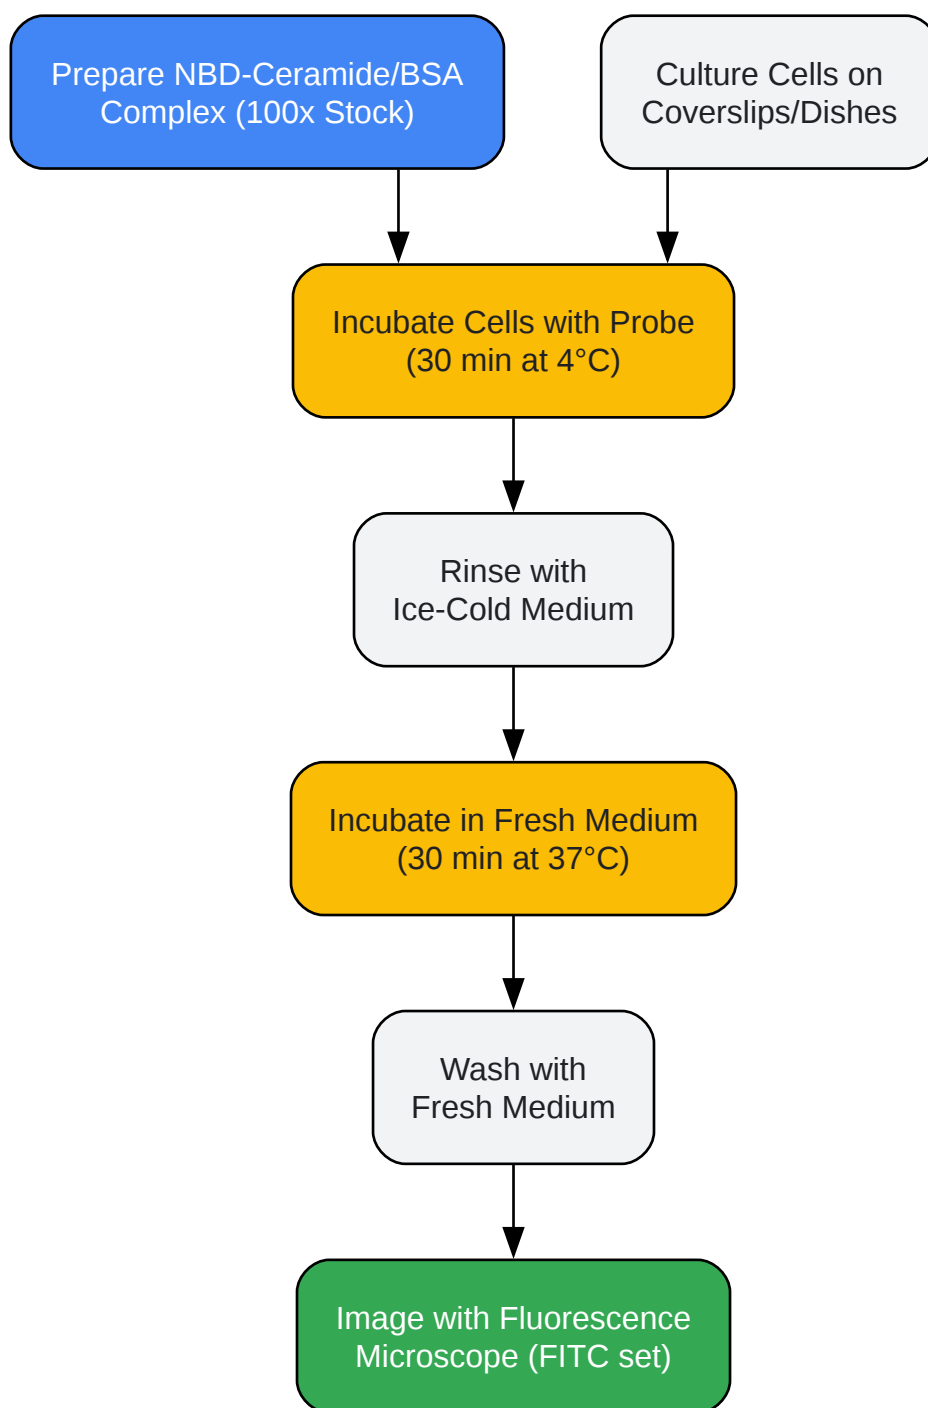 Prepare NBD-Ceramide/BSA
Complex (100x Stock)
Culture Cells on
Coverslips/Dishes
Incubate Cells with Probe
(30 min at 4°C)
Rinse with
Ice-Cold Medium
Incubate in Fresh Medium
(30 min at 37°C)
Wash with
Fresh Medium
Image with Fluorescence
Microscope (FITC set)